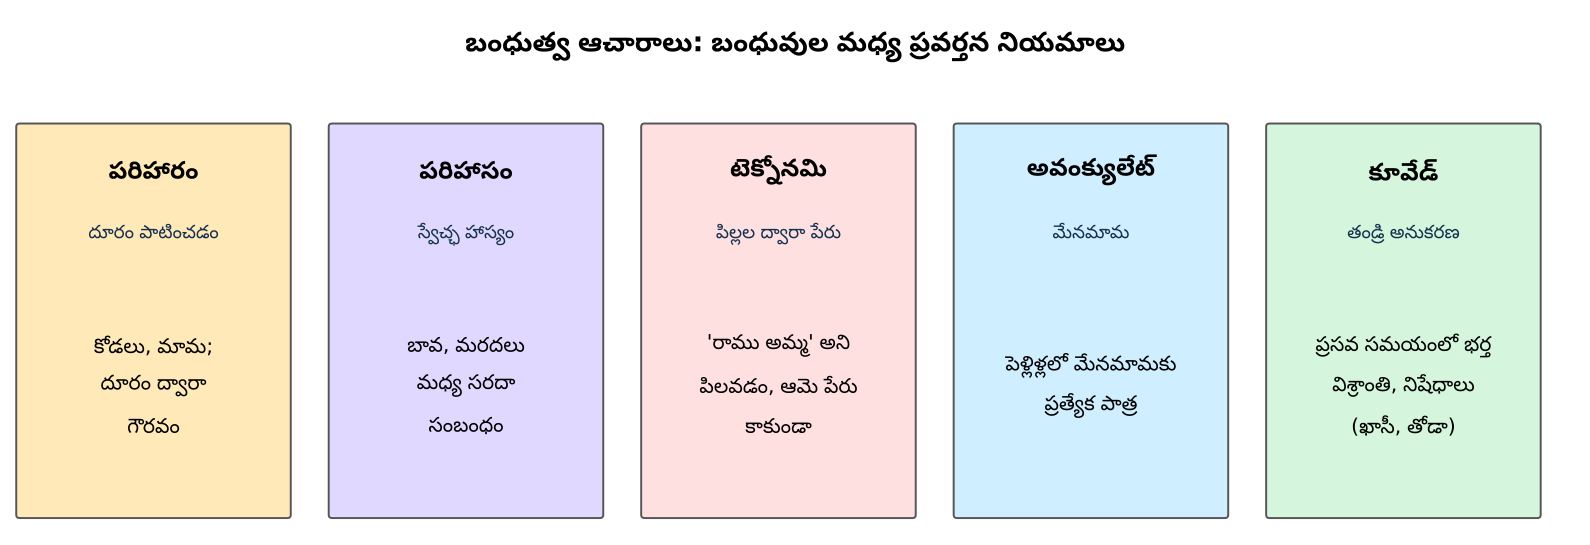 బంధుత్వ ఆచారాలు: బంధువుల మధ్య ప్రవర్తన నియమాలు
పరిహారం
దూరం పాటించడం
కోడలు, మామ;
దూరం ద్వారా
గౌరవం
పరిహాసం
స్వేచ్ఛ హాస్యం
బావ, మరదలు
మధ్య సరదా
సంబంధం
టెక్నోనమి
పిల్లల ద్వారా పేరు
'రాము అమ్మ' అని
పిలవడం, ఆమె పేరు
కాకుండా
అవంక్యులేట్
మేనమామ
పెళ్లిళ్లలో మేనమామకు
ప్రత్యేక పాత్ర
కూవేడ్
తండ్రి అనుకరణ
ప్రసవ సమయంలో భర్త
విశ్రాంతి, నిషేధాలు
(ఖాసీ, తోడా)